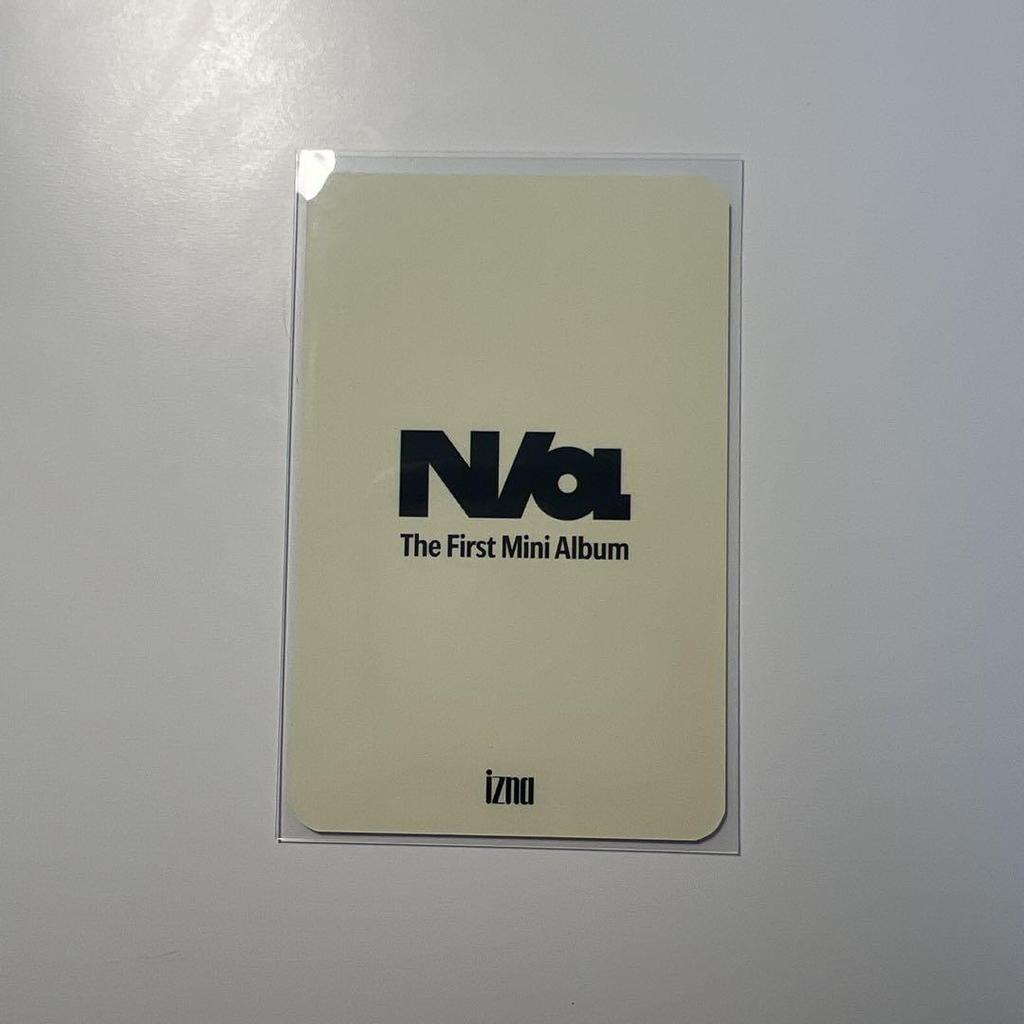 N/a
The First Mini Album
izna